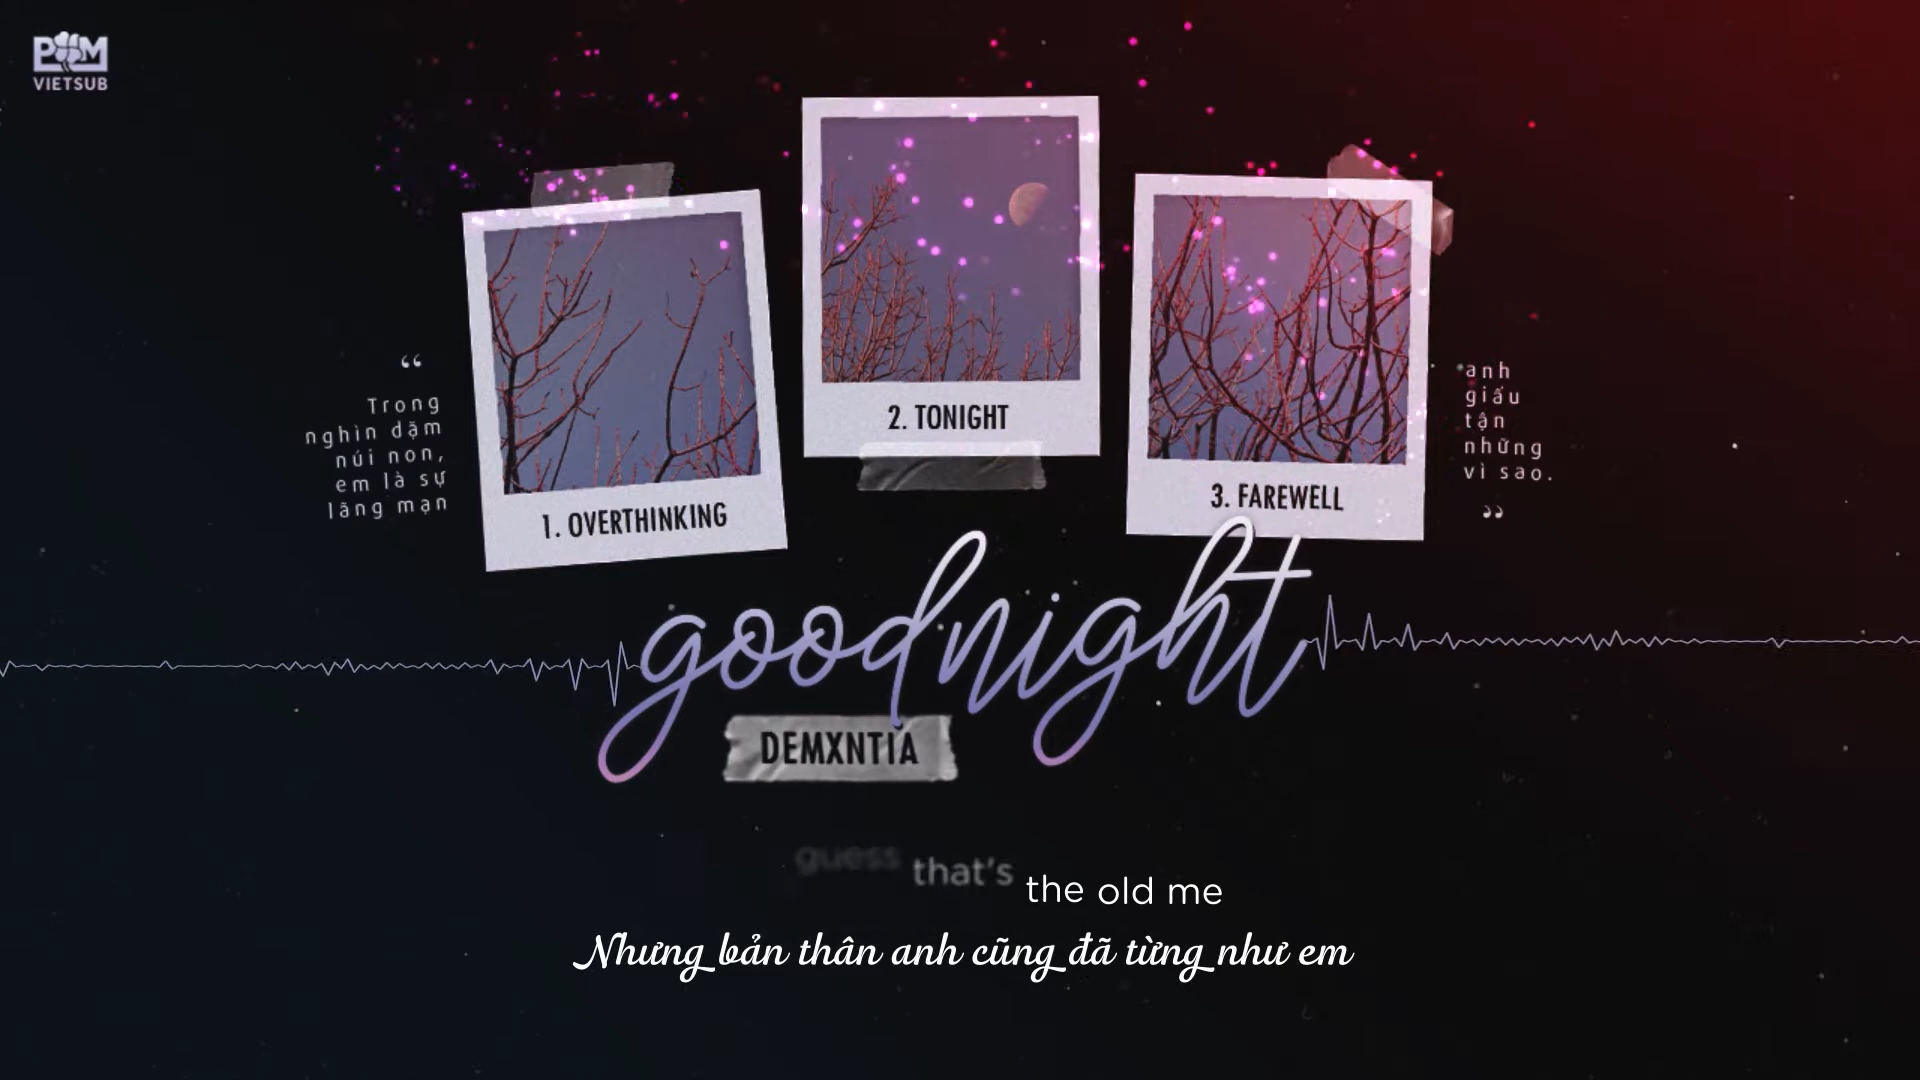 POM
VIETSUB
“
Trong
nghìn dặm
núi non,
em là sự
lãng mạn
1. OVERTHINKING
2. TONIGHT
3. FAREWELL
anh
giấu
tận
những
vì sao.
”
goodnight
DEMXNTIA
guess that's the old me
Nhưng bản thân anh cũng đã từng như em